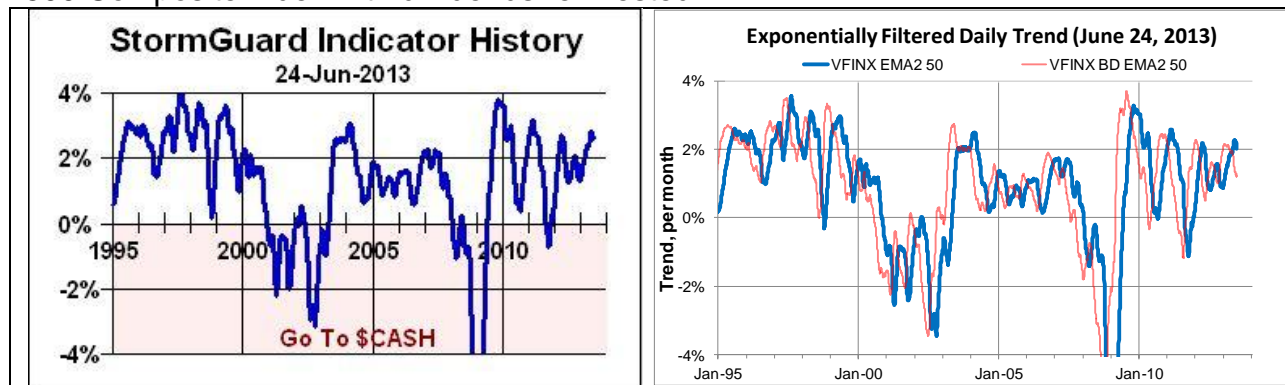 StormGuard Indicator History
24-Jun-2013
4%
2%
0%
1995 2000 2005 2010
-2%
Go To $CASH
-4%
Exponentially Filtered Daily Trend (June 24, 2013)
VFINX EMA2 50 VFINX BD EMA2 50
4%
2%
0%
-2%
-4%
Trend, per month
Jan-95 Jan-00 Jan-05 Jan-10